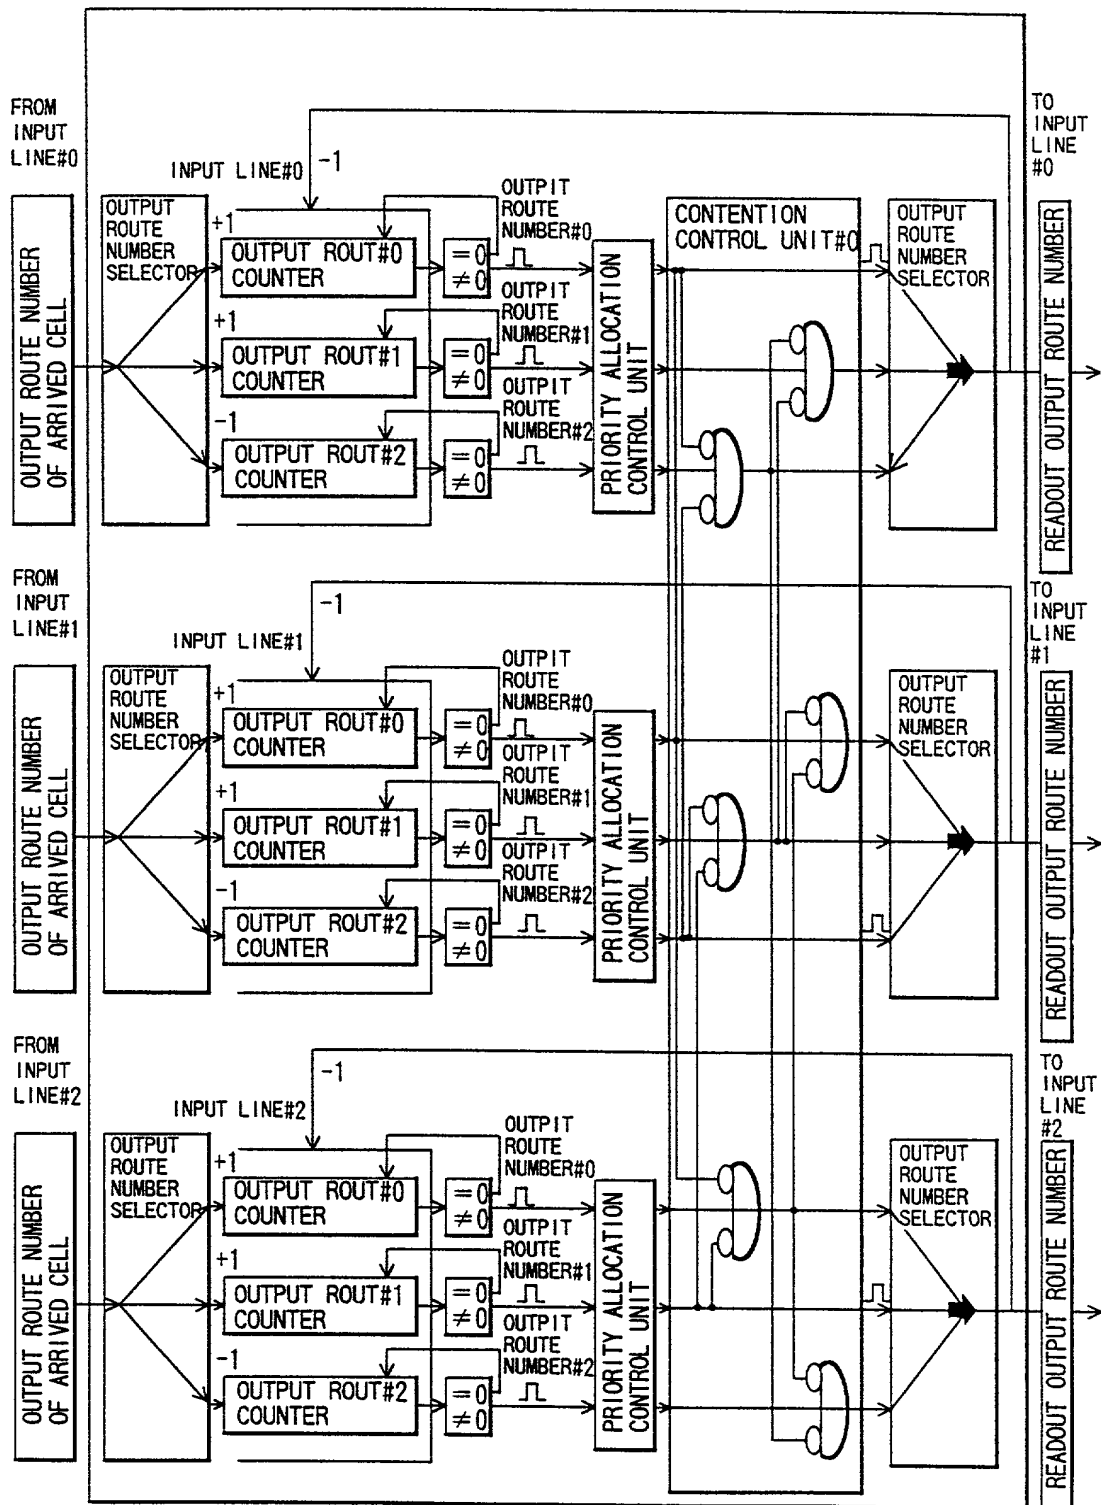 FROM
INPUT
LINE#0
OUTPUT ROUTE NUMBER
OF ARRIVED CELL
OUTPUT
ROUTE
NUMBER
SELECTOR
INPUT LINE#0
-1
+1
OUTPUT ROUT#0
COUNTER
+1
OUTPUT ROUT#1
COUNTER
-1
OUTPUT ROUT#2
COUNTER
=0
≠0
=0
≠0
=0
≠0
OUTPIT
ROUTE
NUMBER#0
OUTPIT
ROUTE
NUMBER#1
OUTPIT
ROUTE
NUMBER#2
PRIORITY ALLOCATION
CONTROL UNIT
CONTENTION
CONTROL UNIT#0
OUTPUT
ROUTE
NUMBER
SELECTOR
TO
INPUT
LINE
#0
READOUT OUTPUT ROUTE NUMBER
FROM
INPUT
LINE#1
OUTPUT ROUTE NUMBER
OF ARRIVED CELL
OUTPUT
ROUTE
NUMBER
SELECTOR
INPUT LINE#1
-1
+1
OUTPUT ROUT#0
COUNTER
+1
OUTPUT ROUT#1
COUNTER
-1
OUTPUT ROUT#2
COUNTER
=0
≠0
=0
≠0
=0
≠0
OUTPIT
ROUTE
NUMBER#0
OUTPIT
ROUTE
NUMBER#1
OUTPIT
ROUTE
NUMBER#2
PRIORITY ALLOCATION
CONTROL UNIT
OUTPUT
ROUTE
NUMBER
SELECTOR
TO
INPUT
LINE
#1
READOUT OUTPUT ROUTE NUMBER
FROM
INPUT
LINE#2
OUTPUT ROUTE NUMBER
OF ARRIVED CELL
OUTPUT
ROUTE
NUMBER
SELECTOR
INPUT LINE#2
-1
+1
OUTPUT ROUT#0
COUNTER
+1
OUTPUT ROUT#1
COUNTER
-1
OUTPUT ROUT#2
COUNTER
=0
≠0
=0
≠0
=0
≠0
OUTPIT
ROUTE
NUMBER#0
OUTPIT
ROUTE
NUMBER#1
OUTPIT
ROUTE
NUMBER#2
PRIORITY ALLOCATION
CONTROL UNIT
OUTPUT
ROUTE
NUMBER
SELECTOR
TO
INPUT
LINE
#2
READOUT OUTPUT ROUTE NUMBER